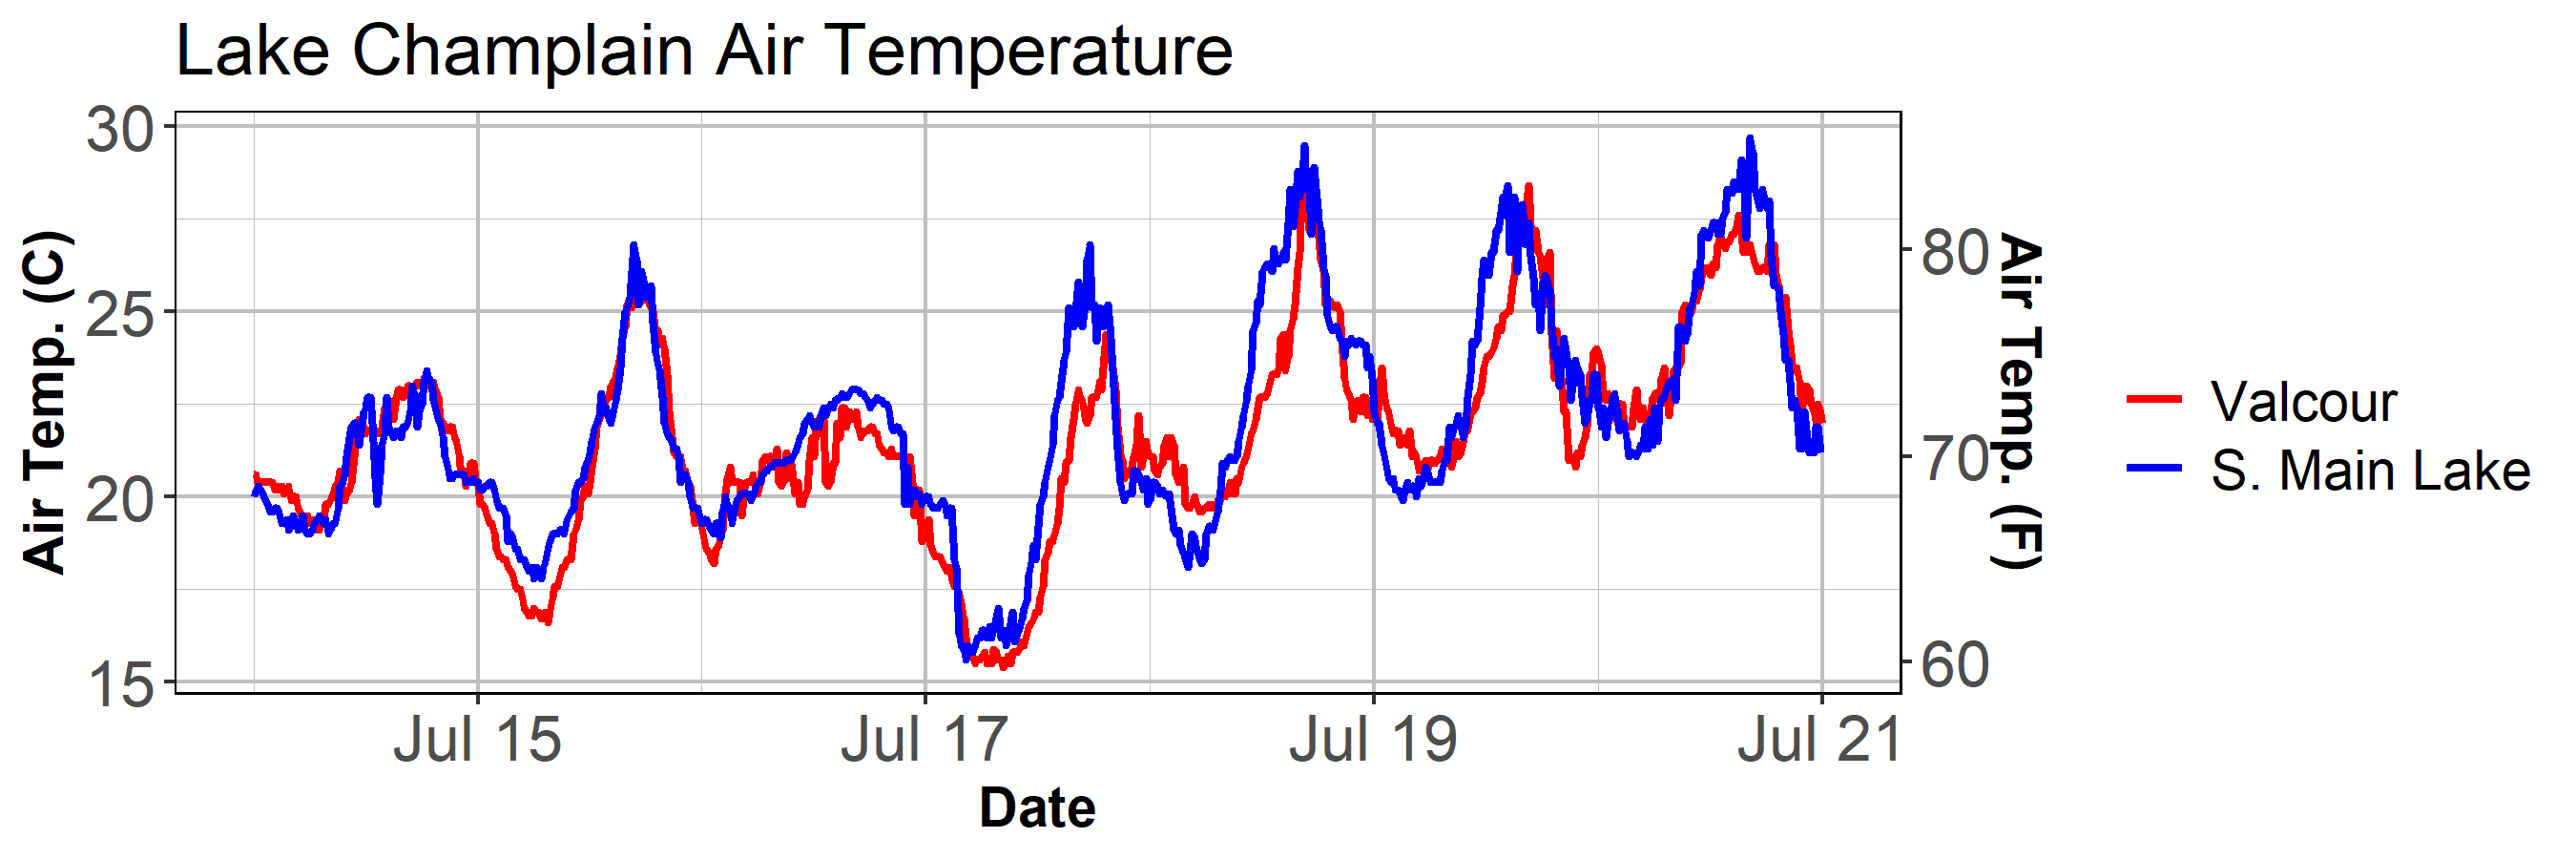 Lake Champlain Air Temperature
30
25
20
15
Air Temp. (C)
80
70
60
Air Temp. (F)
Jul 15
Jul 17
Jul 19
Jul 21
Date
Valcour
S. Main Lake